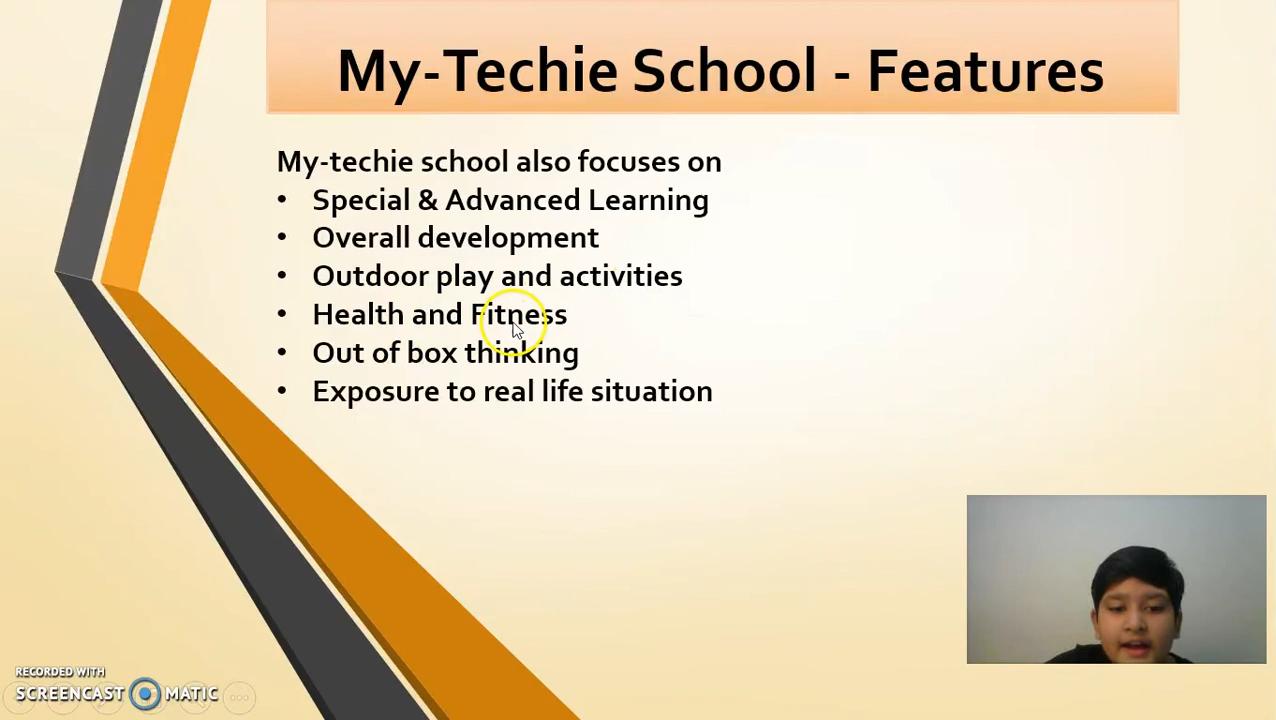 My-Techie School - Features
My-techie school also focuses on
• Special & Advanced Learning
• Overall development
• Outdoor play and activities
• Health and Fitness
• Out of box thinking
• Exposure to real life situation
RECORDED WITH
SCREENCAST MATIC